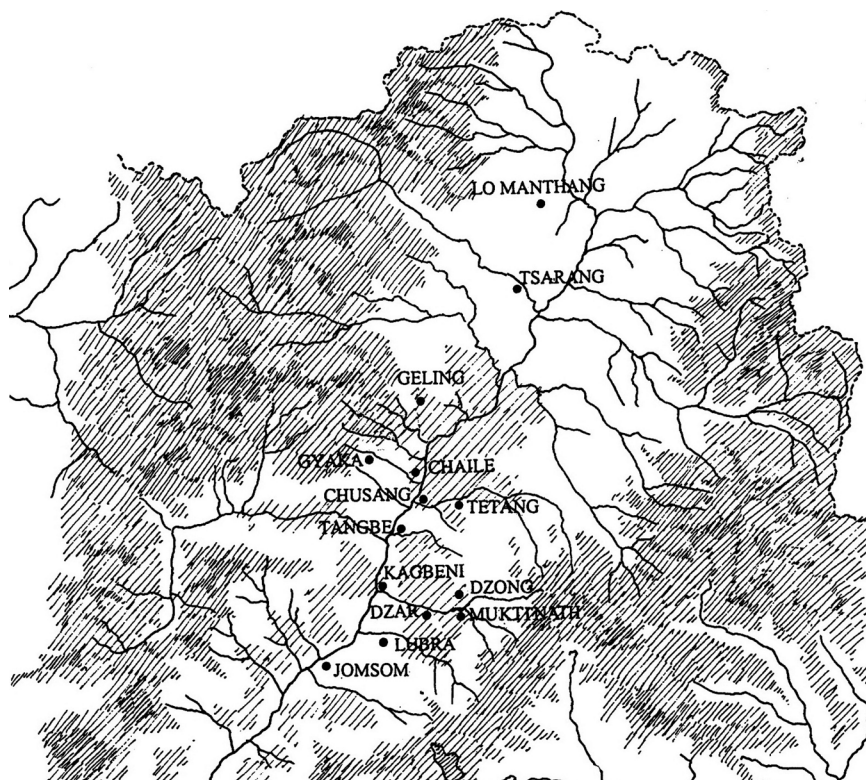 LO MANTHANG
TSARANG
GELING
GYAKA
CHAILE
CHUSANG
TETANG
TANGBE
KAGBENI
DZONG
DZAR
MUKTINATH
LUBRA
JOMSOM